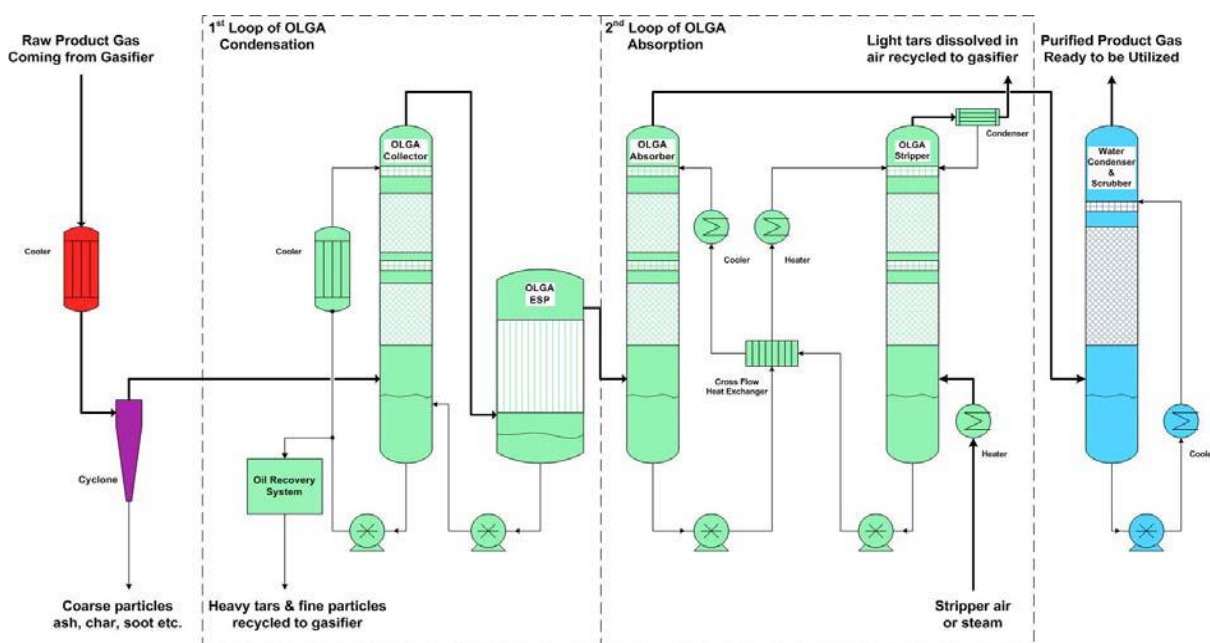 Raw Product Gas
Coming from Gasifier
1st Loop of OLGA
Condensation
2nd Loop of OLGA
Absorption
Light tars dissolved in
air recycled to gasifier
Purified Product Gas
Ready to be Utilized
Cooler
Cyclone
Coarse particles
ash, char, soot etc.
Cooler
OLGA
Collector
Oil Recovery
System
Heavy tars & fine particles
recycled to gasifier
OLGA
ESP
OLGA
Absorber
Cooler
Heater
Cross Flow
Heat Exchanger
OLGA
Stripper
Condenser
Heater
Stripper air
or steam
Water
Condenser
&
Scrubber
Coole